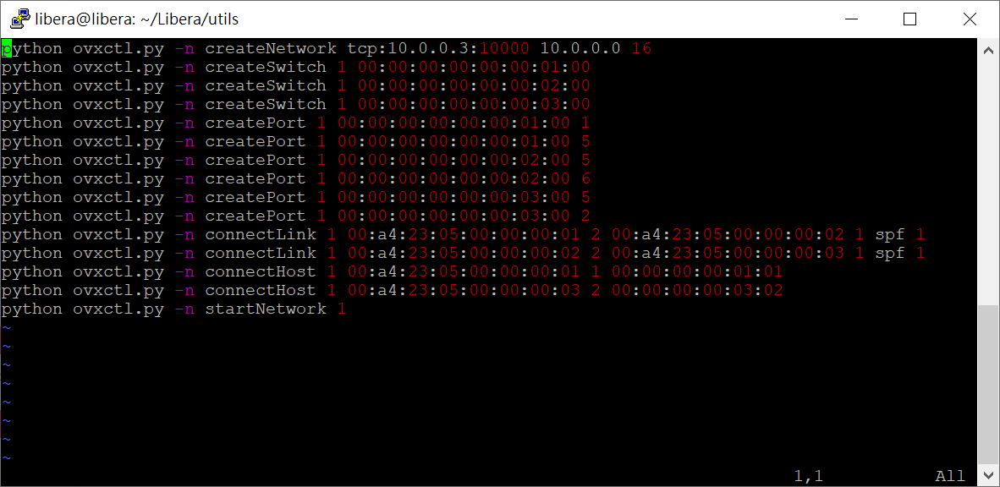 libera@libera: ~/Libera/utils
python ovxctl.py -n createNetwork tcp:10.0.0.3:10000 10.0.0.0 16
python ovxctl.py -n createSwitch 1 00:00:00:00:00:00:01:00
python ovxctl.py -n createSwitch 1 00:00:00:00:00:00:02:00
python ovxctl.py -n createSwitch 1 00:00:00:00:00:00:03:00
python ovxctl.py -n createPort 1 00:00:00:00:00:00:01:00 1
python ovxctl.py -n createPort 1 00:00:00:00:00:00:01:00 5
python ovxctl.py -n createPort 1 00:00:00:00:00:00:02:00 5
python ovxctl.py -n createPort 1 00:00:00:00:00:00:02:00 6
python ovxctl.py -n createPort 1 00:00:00:00:00:00:03:00 5
python ovxctl.py -n createPort 1 00:00:00:00:00:00:03:00 2
python ovxctl.py -n connectLink 1 00:a4:23:05:00:00:00:01 2 00:a4:23:05:00:00:00:02 1 spf 1
python ovxctl.py -n connectLink 1 00:a4:23:05:00:00:00:02 2 00:a4:23:05:00:00:00:03 1 spf 1
python ovxctl.py -n connectHost 1 00:a4:23:05:00:00:00:01 1 00:00:00:00:01:01
python ovxctl.py -n connectHost 1 00:a4:23:05:00:00:00:03 2 00:00:00:00:03:02
python ovxctl.py -n startNetwork 1
~
~
~
~
~
~
~
~
1,1 All